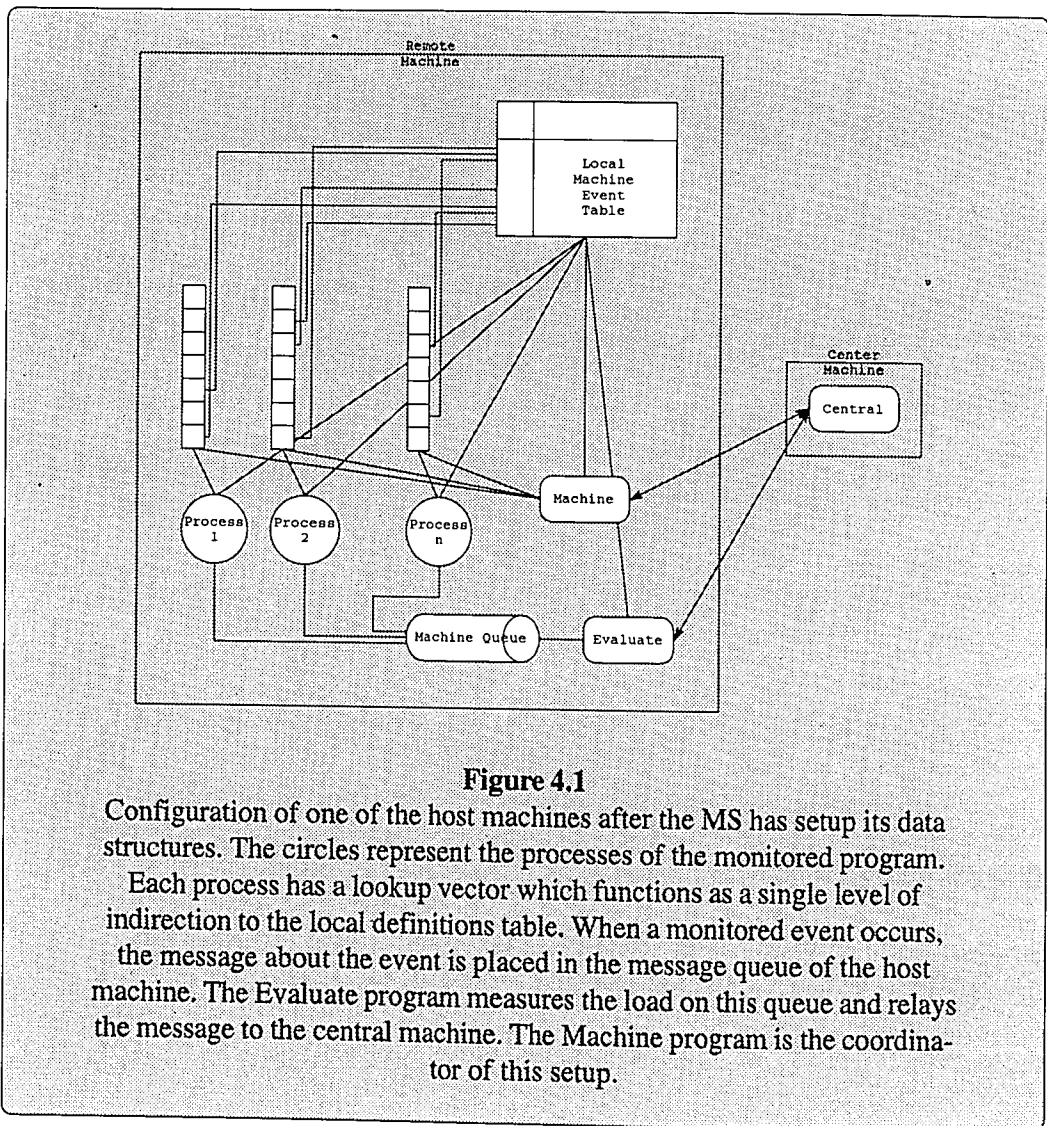 Remote
Machine
Local
Machine
Event
Table
Center
Machine
Central
Machine
Process
1
Process
2
Process
n
Machine Queue
Evaluate
Figure 4.1
Configuration of one of the host machines after the MS has setup its data
structures. The circles represent the processes of the monitored program.
Each process has a lookup vector which functions as a single level of
indirection to the local definitions table. When a monitored event occurs,
the message about the event is placed in the message queue of the host
machine. The Evaluate program measures the load on this queue and relays
the message to the central machine. The Machine program is the coordina-
tor of this setup.